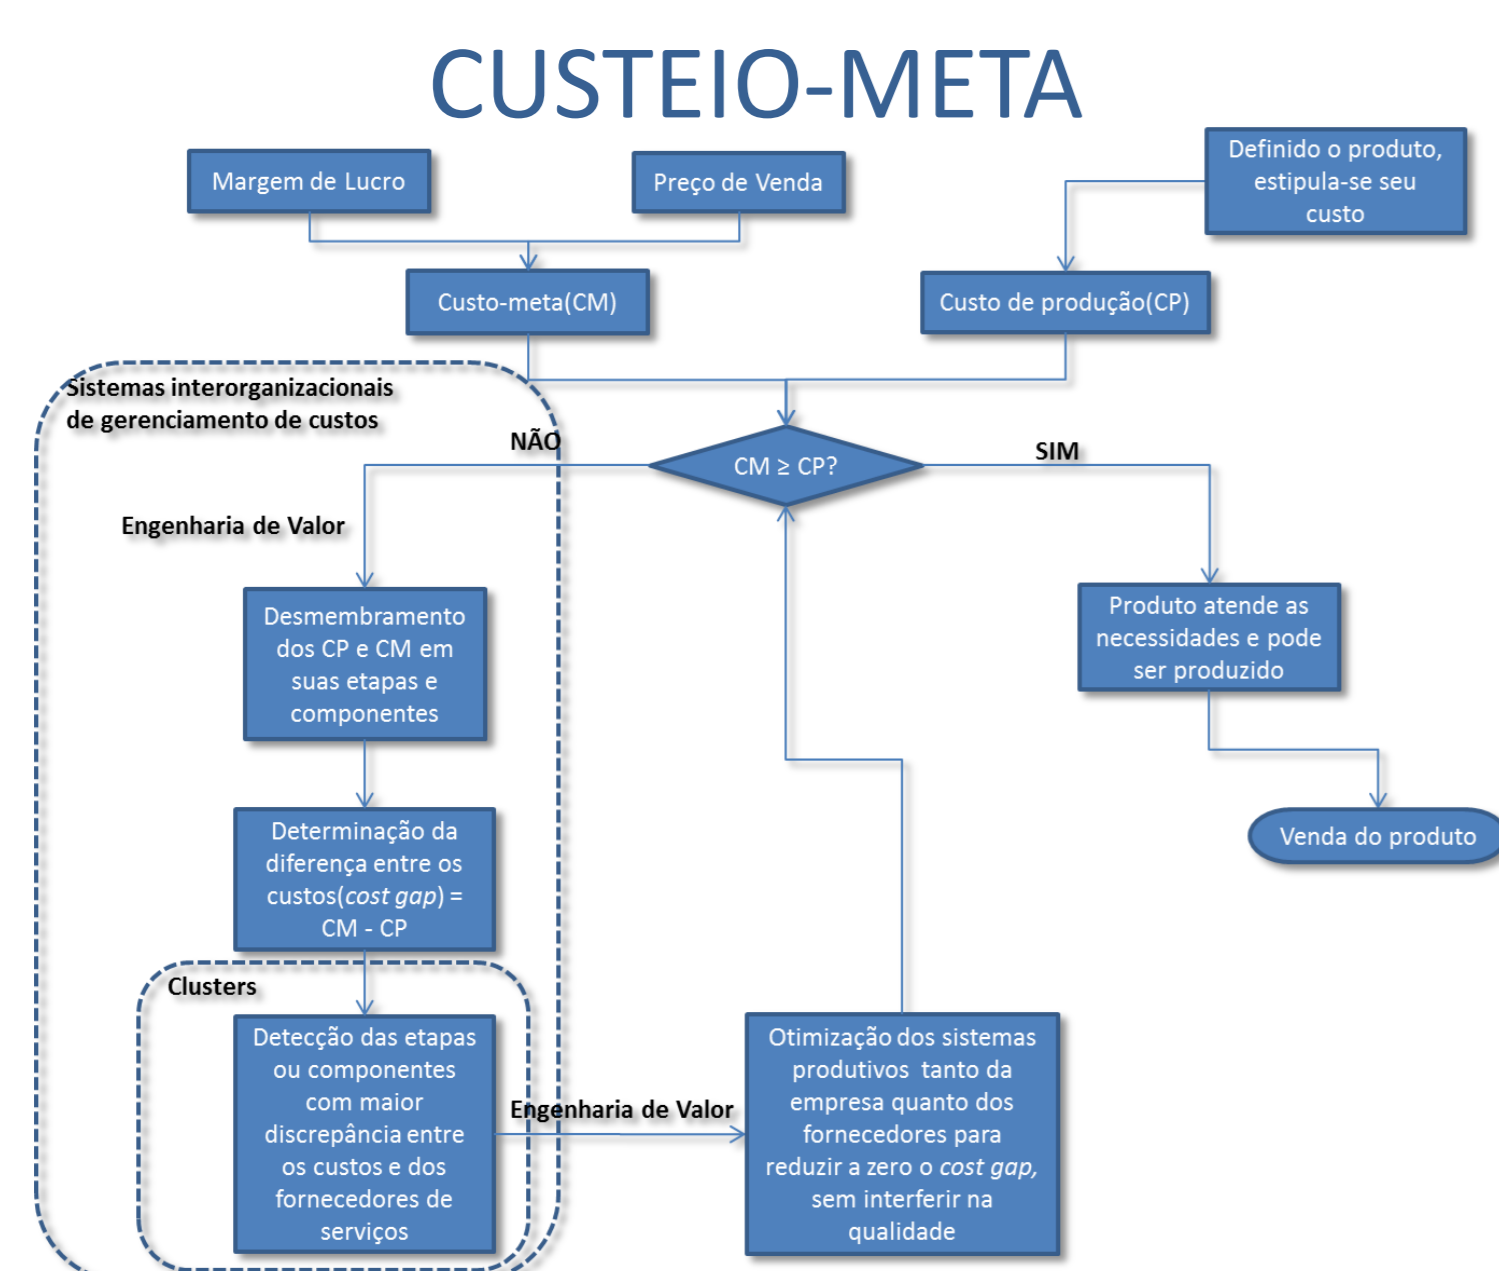 CUSTEIO-META
Margem de Lucro
Preço de Venda
Definido o produto,
estipula-se seu
custo
Custo-meta(CM)
Custo de produção(CP)
Sistemas interorganizacionais
de gerenciamento de custos
NÃO
CM ≥ CP?
SIM
Engenharia de Valor
Desmembramento
dos CP e CM em
suas etapas e
componentes
Produto atende as
necessidades e pode
ser produzido
Determinação da
diferença entre os
custos(cost gap) =
CM - CP
Venda do produto
Clusters
Detecção das etapas
ou componentes
com maior
discrepância entre
os custos e dos
fornecedores de
serviços
Engenharia de Valor
Otimização dos sistemas
produtivos tanto da
empresa quanto dos
fornecedores para
reduzir a zero o cost gap,
sem interferir na
qualidade